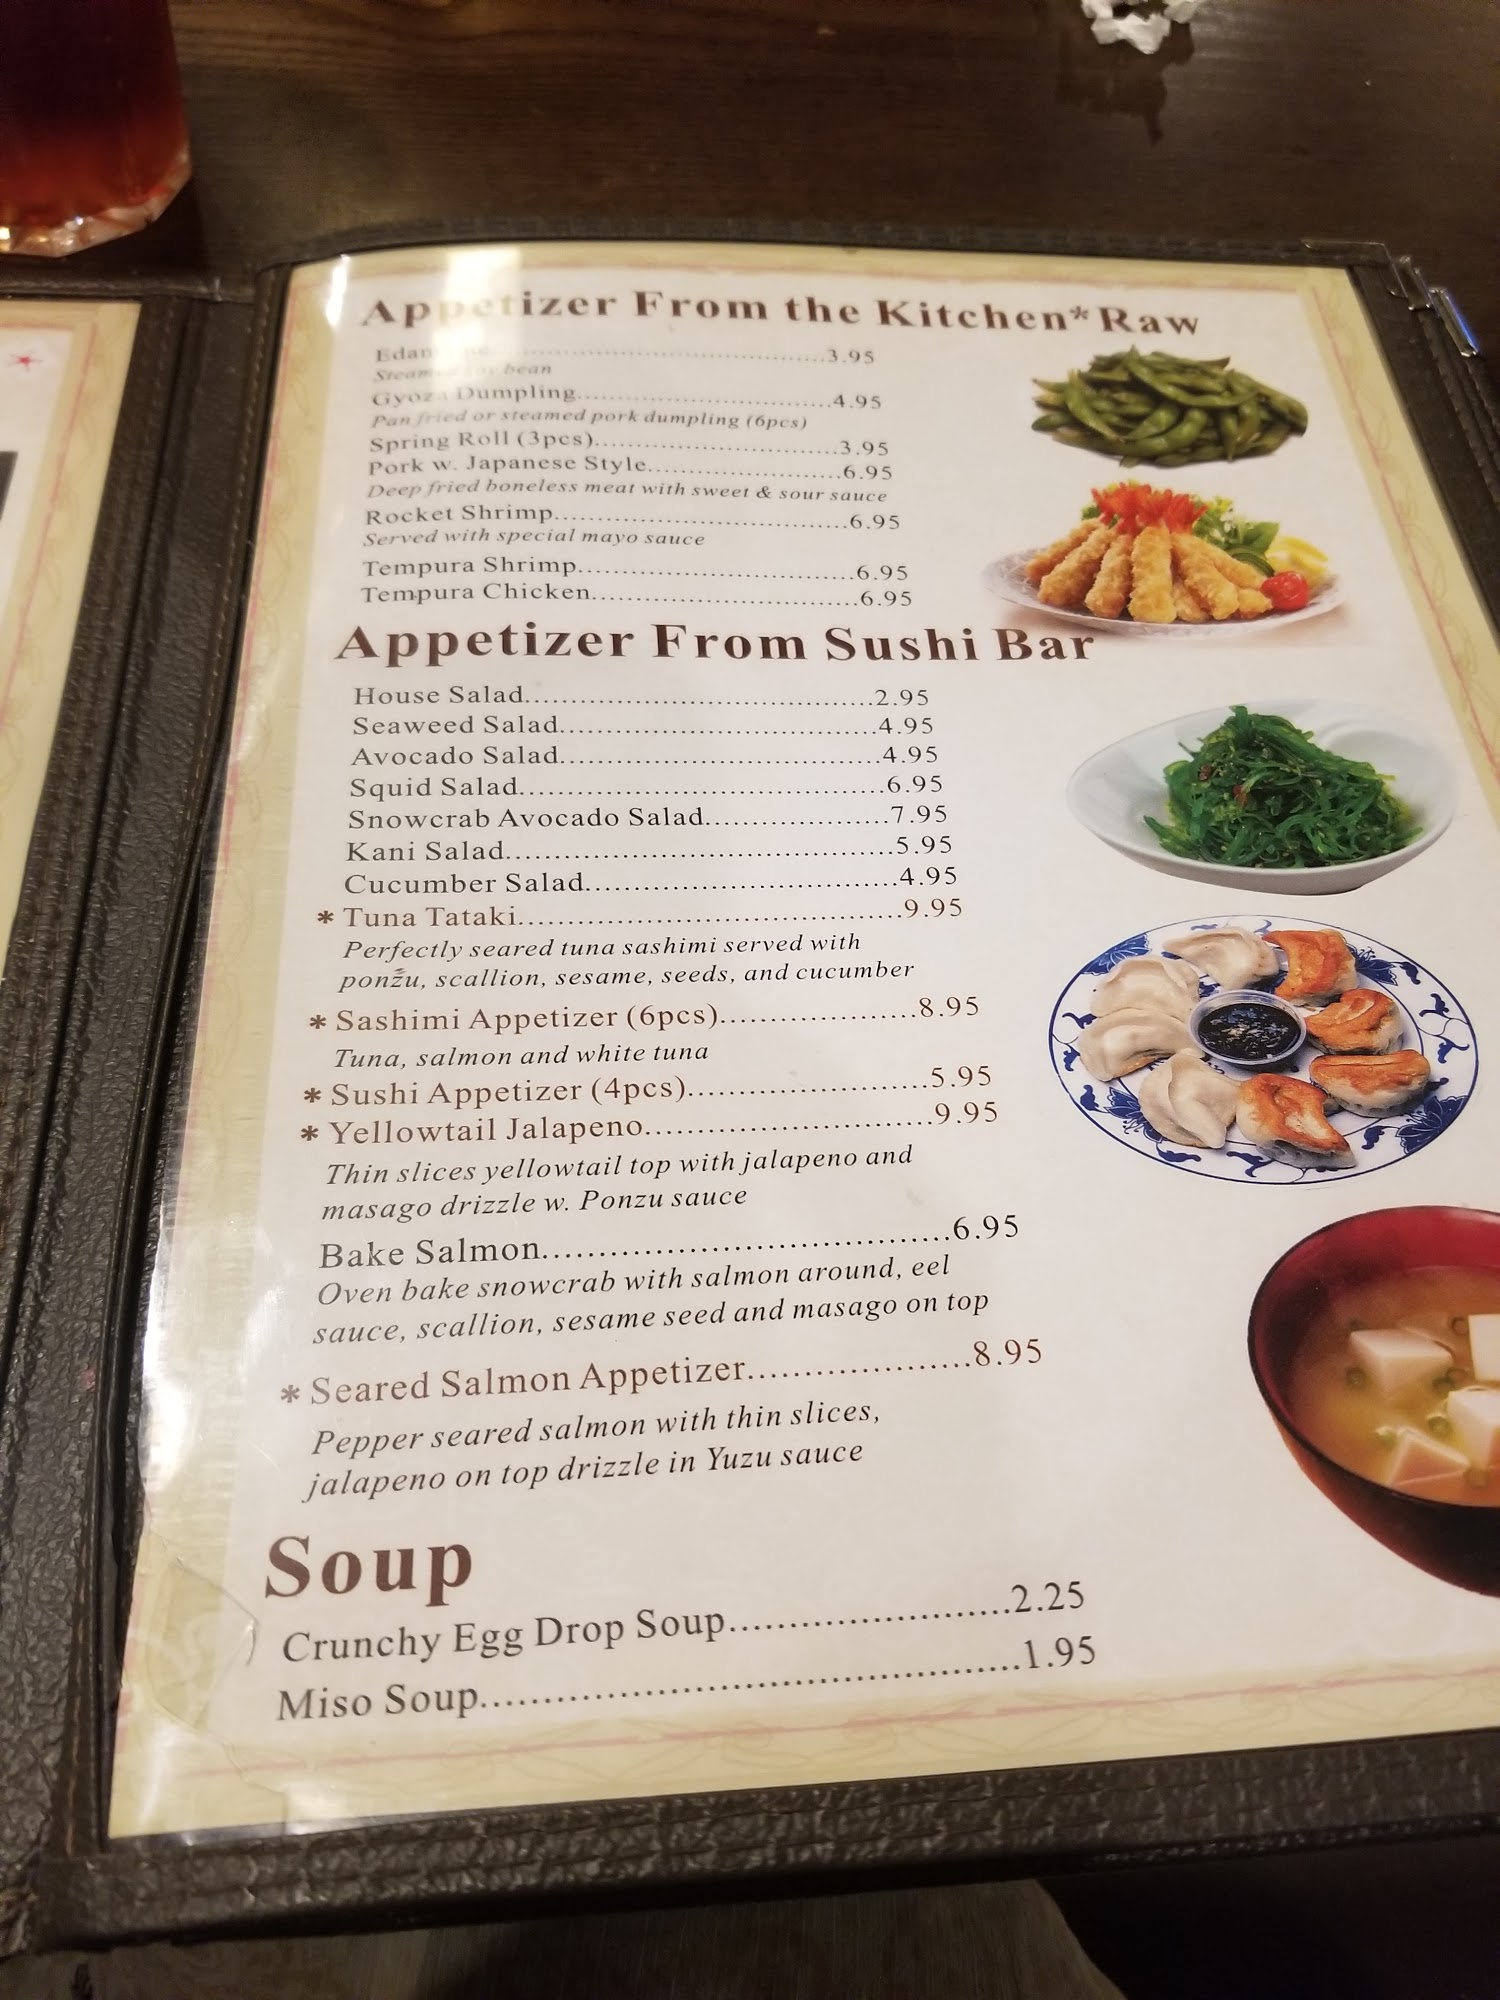 Appetizer From the Kitchen* Raw
Edamame........................................3.95
Steamed soy bean
Gyoza Dumpling..............................4.95
Pan fried or steamed pork dumpling (6pcs)
Spring Roll (3pcs)............................3.95
Pork w. Japanese Style......................6.95
Deep fried boneless meat with sweet & sour sauce
Rocket Shrimp.................................6.95
Served with special mayo sauce
Tempura Shrimp..............................6.95
Tempura Chicken.............................6.95
Appetizer From Sushi Bar
House Salad.....................................2.95
Seaweed Salad.................................4.95
Avocado Salad.................................4.95
Squid Salad......................................6.95
Snowcrab Avocado Salad...................7.95
Kani Salad........................................5.95
Cucumber Salad................................4.95
* Tuna Tataki.....................................9.95
Perfectly seared tuna sashimi served with
ponzu, scallion, sesame, seeds, and cucumber
* Sashimi Appetizer (6pcs)...................8.95
Tuna, salmon and white tuna
* Sushi Appetizer (4pcs).......................5.95
* Yellowtail Jalapeno...........................9.95
Thin slices yellowtail top with jalapeno and
masago drizzle w. Ponzu sauce
Bake Salmon.....................................6.95
Oven bake snowcrab with salmon around, eel
sauce, scallion, sesame seed and masago on top
* Seared Salmon Appetizer...................8.95
Pepper seared salmon with thin slices,
jalapeno on top drizzle in Yuzu sauce
Soup
Crunchy Egg Drop Soup......................2.25
Miso Soup.........................................1.95